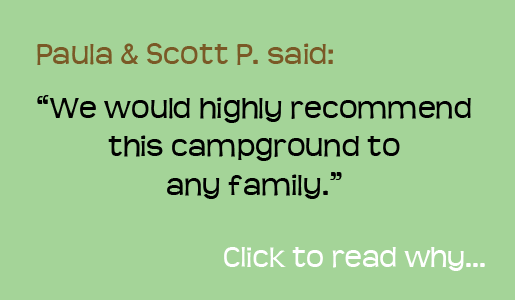 Paula & Scott P. said:
“We would highly recommend
this campground to
any family.”
Click to read why...